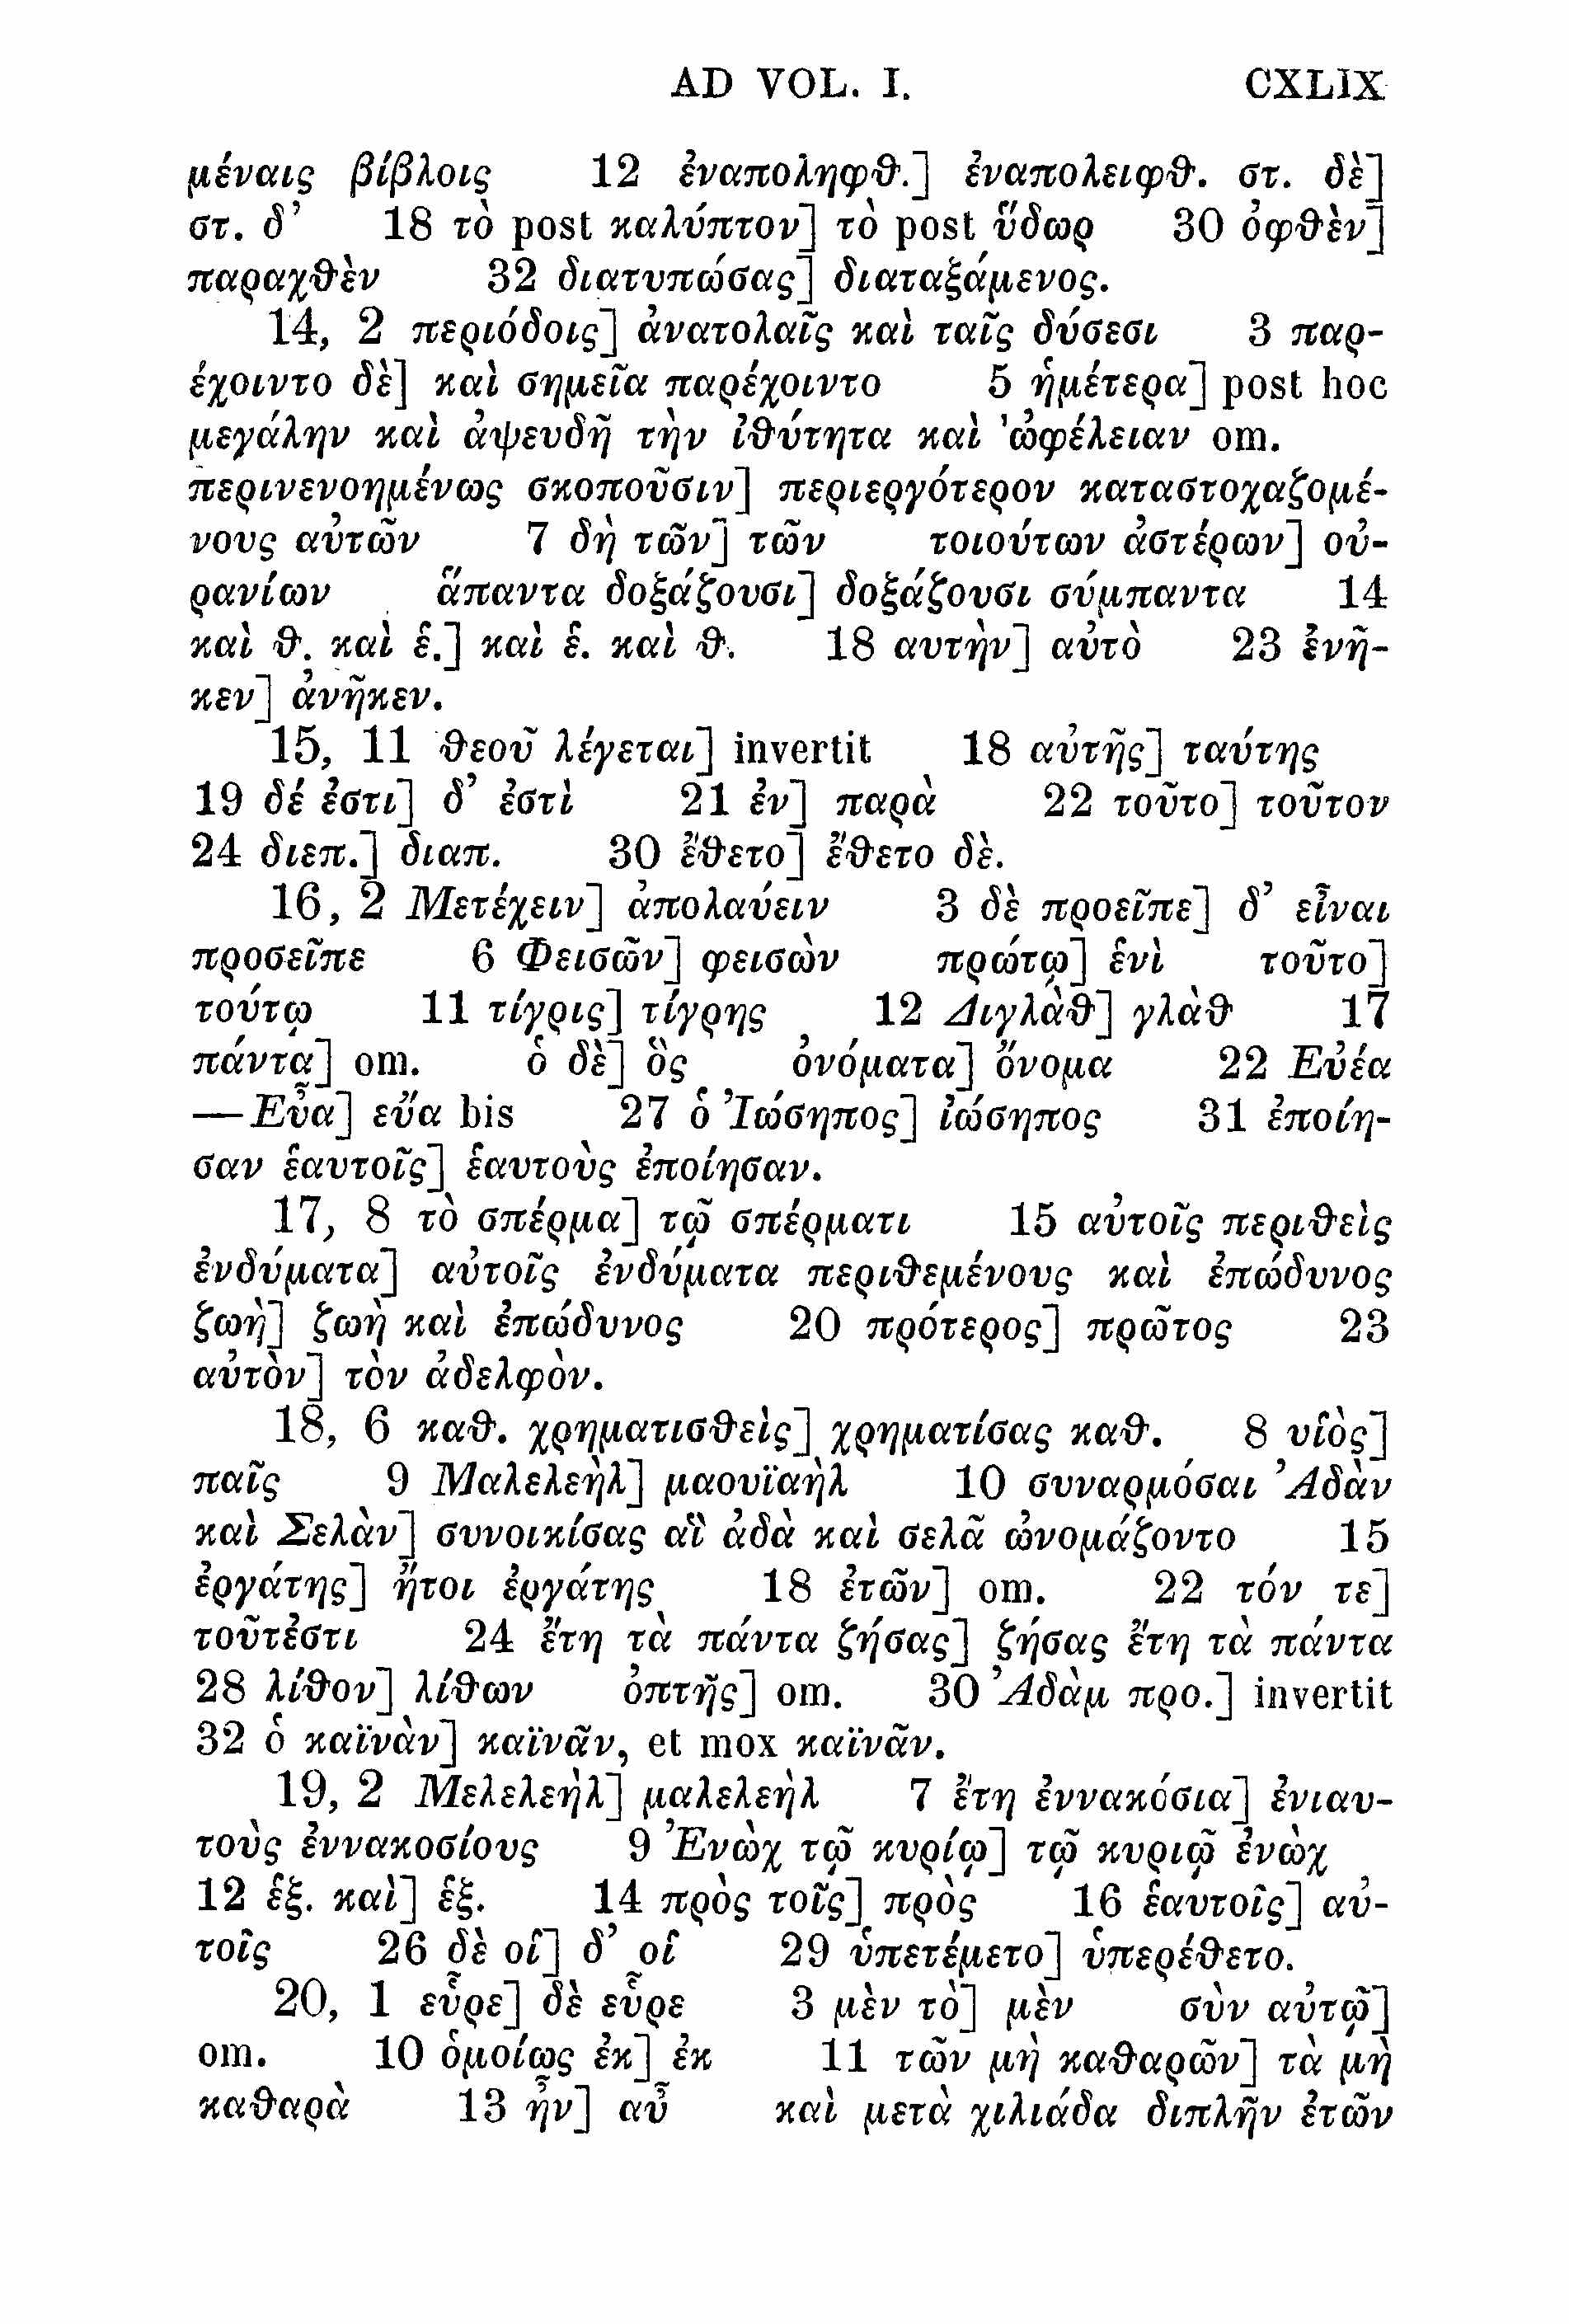 AD VOL. I. CXLIX
μέναις βίβλοις 12 ἐναποληφϑ.] ἐναπολειφϑ. στ. δὲ]
στ. δ’ 18 τὸ post καλύπτον] τὸ post ὕδωρ 30 ὀφϑὲν]
παραχϑὲν 32 διατυπώσας] διαταξάμενος.
14, 2 περιόδοις] ἀνατολαῖς καὶ ταῖς δύσεσι 3 παρ-
έχοιντο δὲ] καὶ σημεῖα παρέχοιντο 5 ἡμέτερα] post hoc
μεγάλην καὶ ἀψευδῆ τὴν ἰϑύτητα καὶ ὠφέλειαν om.
περινενοημένως σκοποῦσιν] περιεργότερον καταστοχαζομέ-
νους αὐτῶν 7 δὴ τῶν] τῶν τοιούτων ἀστέρων] οὐ-
ρανίων ἅπαντα δοξάζουσι] δοξάζουσι σύμπαντα 14
καὶ ϑ. καὶ ἑ.] καὶ ἑ. καὶ ϑ. 18 αυτὴν] αὐτὸ 23 ἐνῆ-
κεν] ἀνῆκεν.
15, 11 ϑεοῦ λέγεται] invertit 18 αὐτῆς] ταύτης
19 δέ ἐστι] δ’ ἐστὶ 21 ἐν] παρὰ 22 τοῦτο] τοῦτον
24 διεπ.] διαπ. 30 ἔϑετο] ἔϑετο δὲ.
16, 2 Μετέχειν] ἀπολαύειν 3 δὲ προεῖπε] δ’ εἶναι
προσεῖπε 6 Φεισῶν] φεισὼν πρώτῳ] ἑνὶ τοῦτο]
τούτῳ 11 τίγρις] τίγρης 12 Διγλὰϑ] γλὰϑ 17
πάντα] om. ὁ δὲ] ὃς ὀνόματα] ὄνομα 22 Εὐέα
—Εὖα] εὔα bis 27 ὁ Ἰώσηπος] ἰώσηπος 31 ἐποίη-
σαν ἑαυτοῖς] ἑαυτοὺς ἐποίησαν.
17, 8 τὸ σπέρμα] τῷ σπέρματι 15 αὐτοῖς περιϑεὶς
ἐνδύματα] αὐτοῖς ἐνδύματα περιϑεμένους καὶ ἐπώδυνος
ζωὴ] ζωὴ καὶ ἐπώδυνος 20 πρότερος] πρῶτος 23
αὐτὸν] τὸν ἀδελφὸν.
18, 6 καϑ. χρηματισϑεὶς] χρηματίσας καϑ. 8 υἱὸς]
παῖς 9 Μαλελεὴλ] μαουϊαὴλ 10 συναρμόσαι Ἀδὰν
καὶ Σελὰν] συνοικίσας αἳ ἀδὰ καὶ σελᾶ ὠνομάζοντο 15
ἐργάτης] ἤτοι ἐργάτης 18 ἐτῶν] om. 22 τόν τε]
τοῦτέστι 24 ἔτη τὰ πάντα ζήσας] ζήσας ἔτη τὰ πάντα
28 λίϑον] λίϑων ὀπτῆς] om. 30 Ἀδὰμ προ.] invertit
32 ὁ καϊνὰν] καϊνᾶν, et mox καϊνᾶν.
19, 2 Μελελεὴλ] μαλελεὴλ 7 ἔτη ἐννακόσια] ἐνιαυ-
τοὺς ἐννακοσίους 9 Ἐνὼχ τῷ κυρίῳ] τῷ κυριῷ ἐνὼχ
12 ἑξ. καὶ] ἑξ. 14 πρὸς τοῖς] πρὸς 16 ἑαυτοῖς] αὐ-
τοῖς 26 δὲ οἱ] δ’ οἱ 29 ὑπετέμετο] ὑπερέϑετο.
20, 1 εὗρε] δὲ εὗρε 3 μὲν τὸ] μὲν σὺν αὐτῷ]
om. 10 ὁμοίως ἐκ] ἐκ 11 τῶν μὴ καϑαρῶν] τὰ μὴ
καϑαρὰ 13 ἦν] αὖ καὶ μετὰ χιλιάδα διπλῆν ἐτῶν